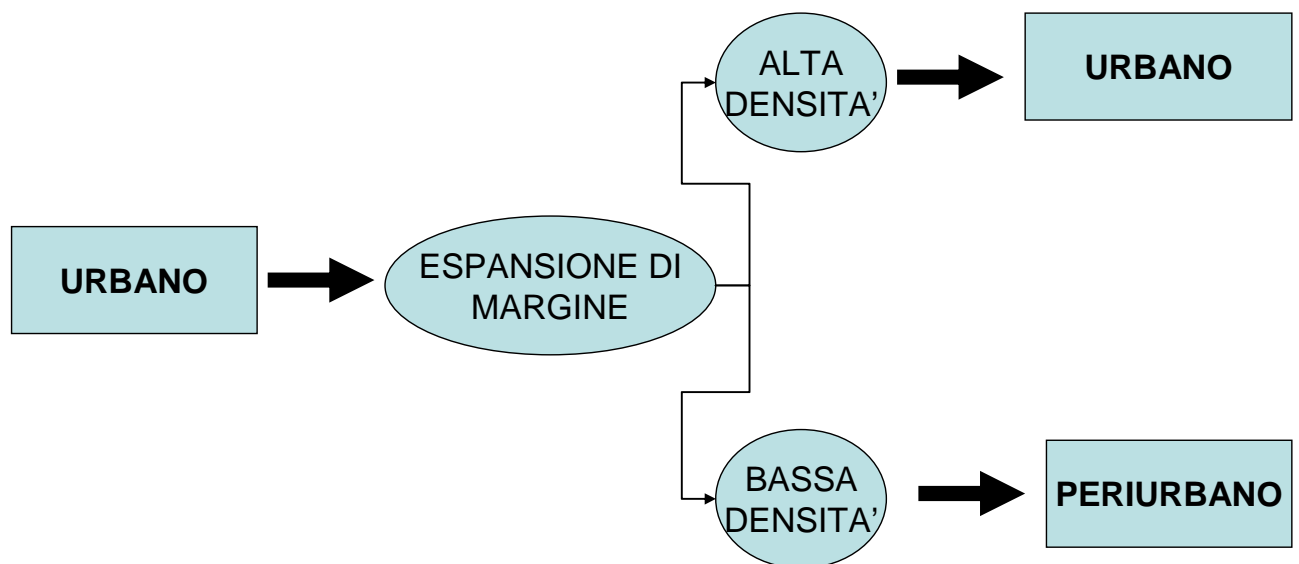 URBANO
ESPANSIONE DI
MARGINE
ALTA
DENSITA’
URBANO
BASSA
DENSITA’
PERIURBANO